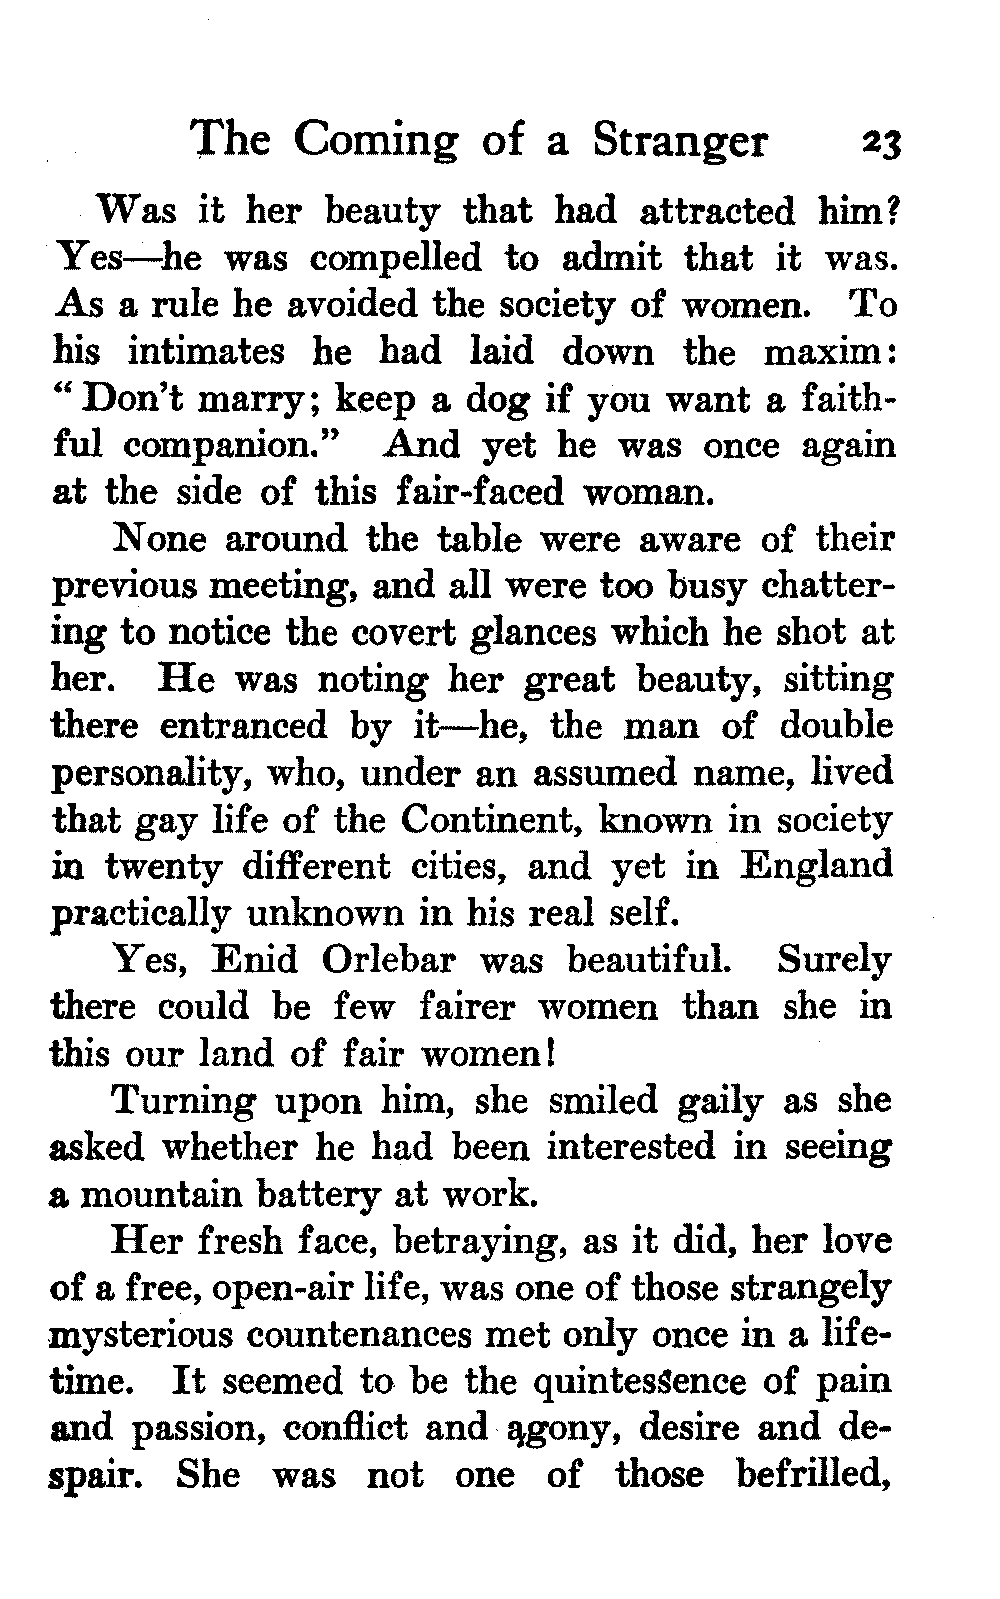 The Coming of a Stranger 23
Was it her beauty that had attracted him?
Yes—he was compelled to admit that it was.
As a rule he avoided the society of women. To
his intimates he had laid down the maxim:
“Don't marry; keep a dog if you want a faith-
ful companion.” And yet he was once again
at the side of this fair-faced woman.
None around the table were aware of their
previous meeting, and all were too busy chatter-
ing to notice the covert glances which he shot at
her. He was noting her great beauty, sitting
there entranced by it—he, the man of double
personality, who, under an assumed name, lived
that gay life of the Continent, known in society
in twenty different cities, and yet in England
practically unknown in his real self.
Yes, Enid Orlebar was beautiful. Surely
there could be few fairer women than she in
this our land of fair women!
Turning upon him, she smiled gaily as she
asked whether he had been interested in seeing
a mountain battery at work.
Her fresh face, betraying, as it did, her love
of a free, open-air life, was one of those strangely
mysterious countenances met only once in a life-
time. It seemed to be the quintessence of pain
and passion, conflict and agony, desire and de-
spair. She was not one of those befrilled,